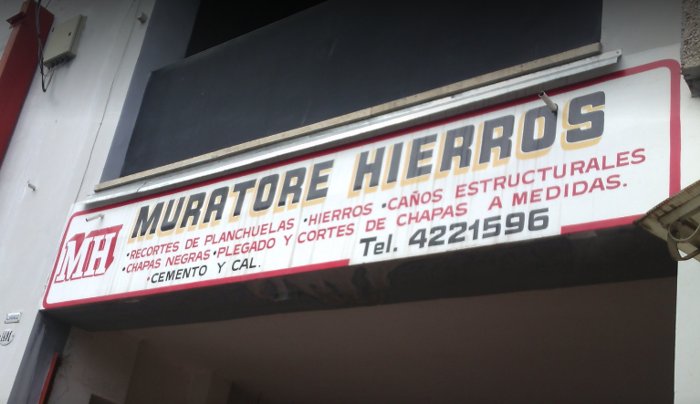 MURATORE HIERROS
MH
•RECORTES DE PLANCHUELAS •HIERROS •CAÑOS ESTRUCTURALES
•CHAPAS NEGRAS •PLEGADO Y CORTES DE CHAPAS A MEDIDAS.
•CEMENTO Y CAL.
Tel. 4221596